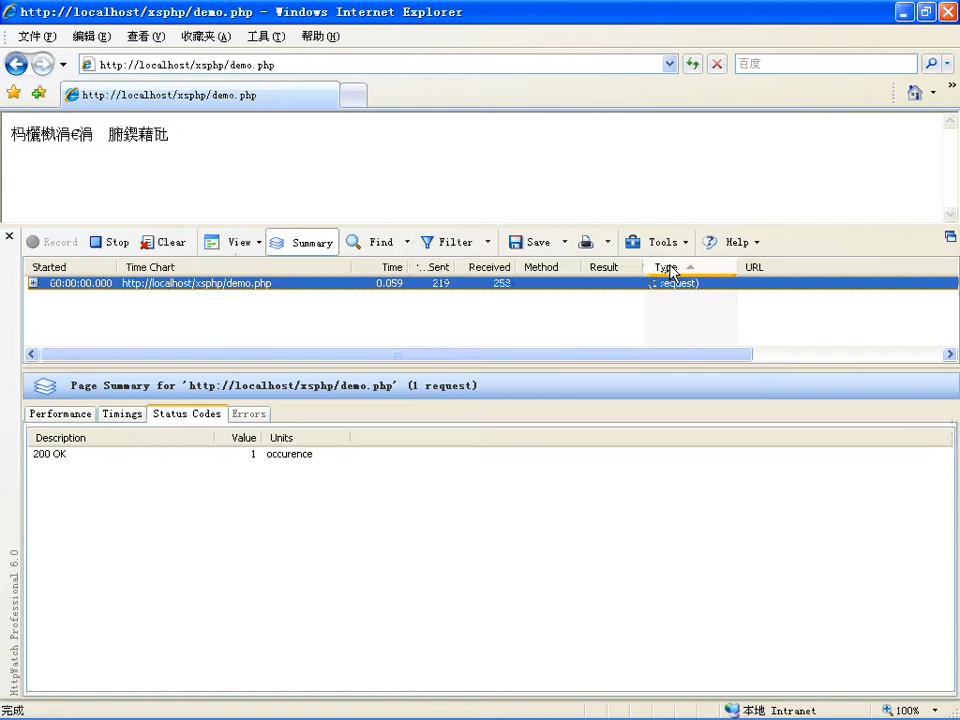 http://localhost/xsphp/demo.php - Windows Internet Explorer
文件(F) 编辑(E) 查看(V) 收藏夹(A) 工具(T) 帮助(H)
http://localhost/xsphp/demo.php 百度
http://localhost/xsphp/demo.php
杩欐槸涓€涓 腑鍥藉 
Record Stop Clear View Summary Find Filter Save Tools Help
Started Time Chart Time '...Sent Received Method Result Type URL
00:00:00.000 http://localhost/xsphp/demo.php 0.059 219 253 (1 request)
Page Summary for 'http://localhost/xsphp/demo.php' (1 request)
Performance Timings Status Codes Errors
Description Value Units
200 OK 1 occurence
HttpWatch Professional 6.0
完成 本地 Intranet 100%